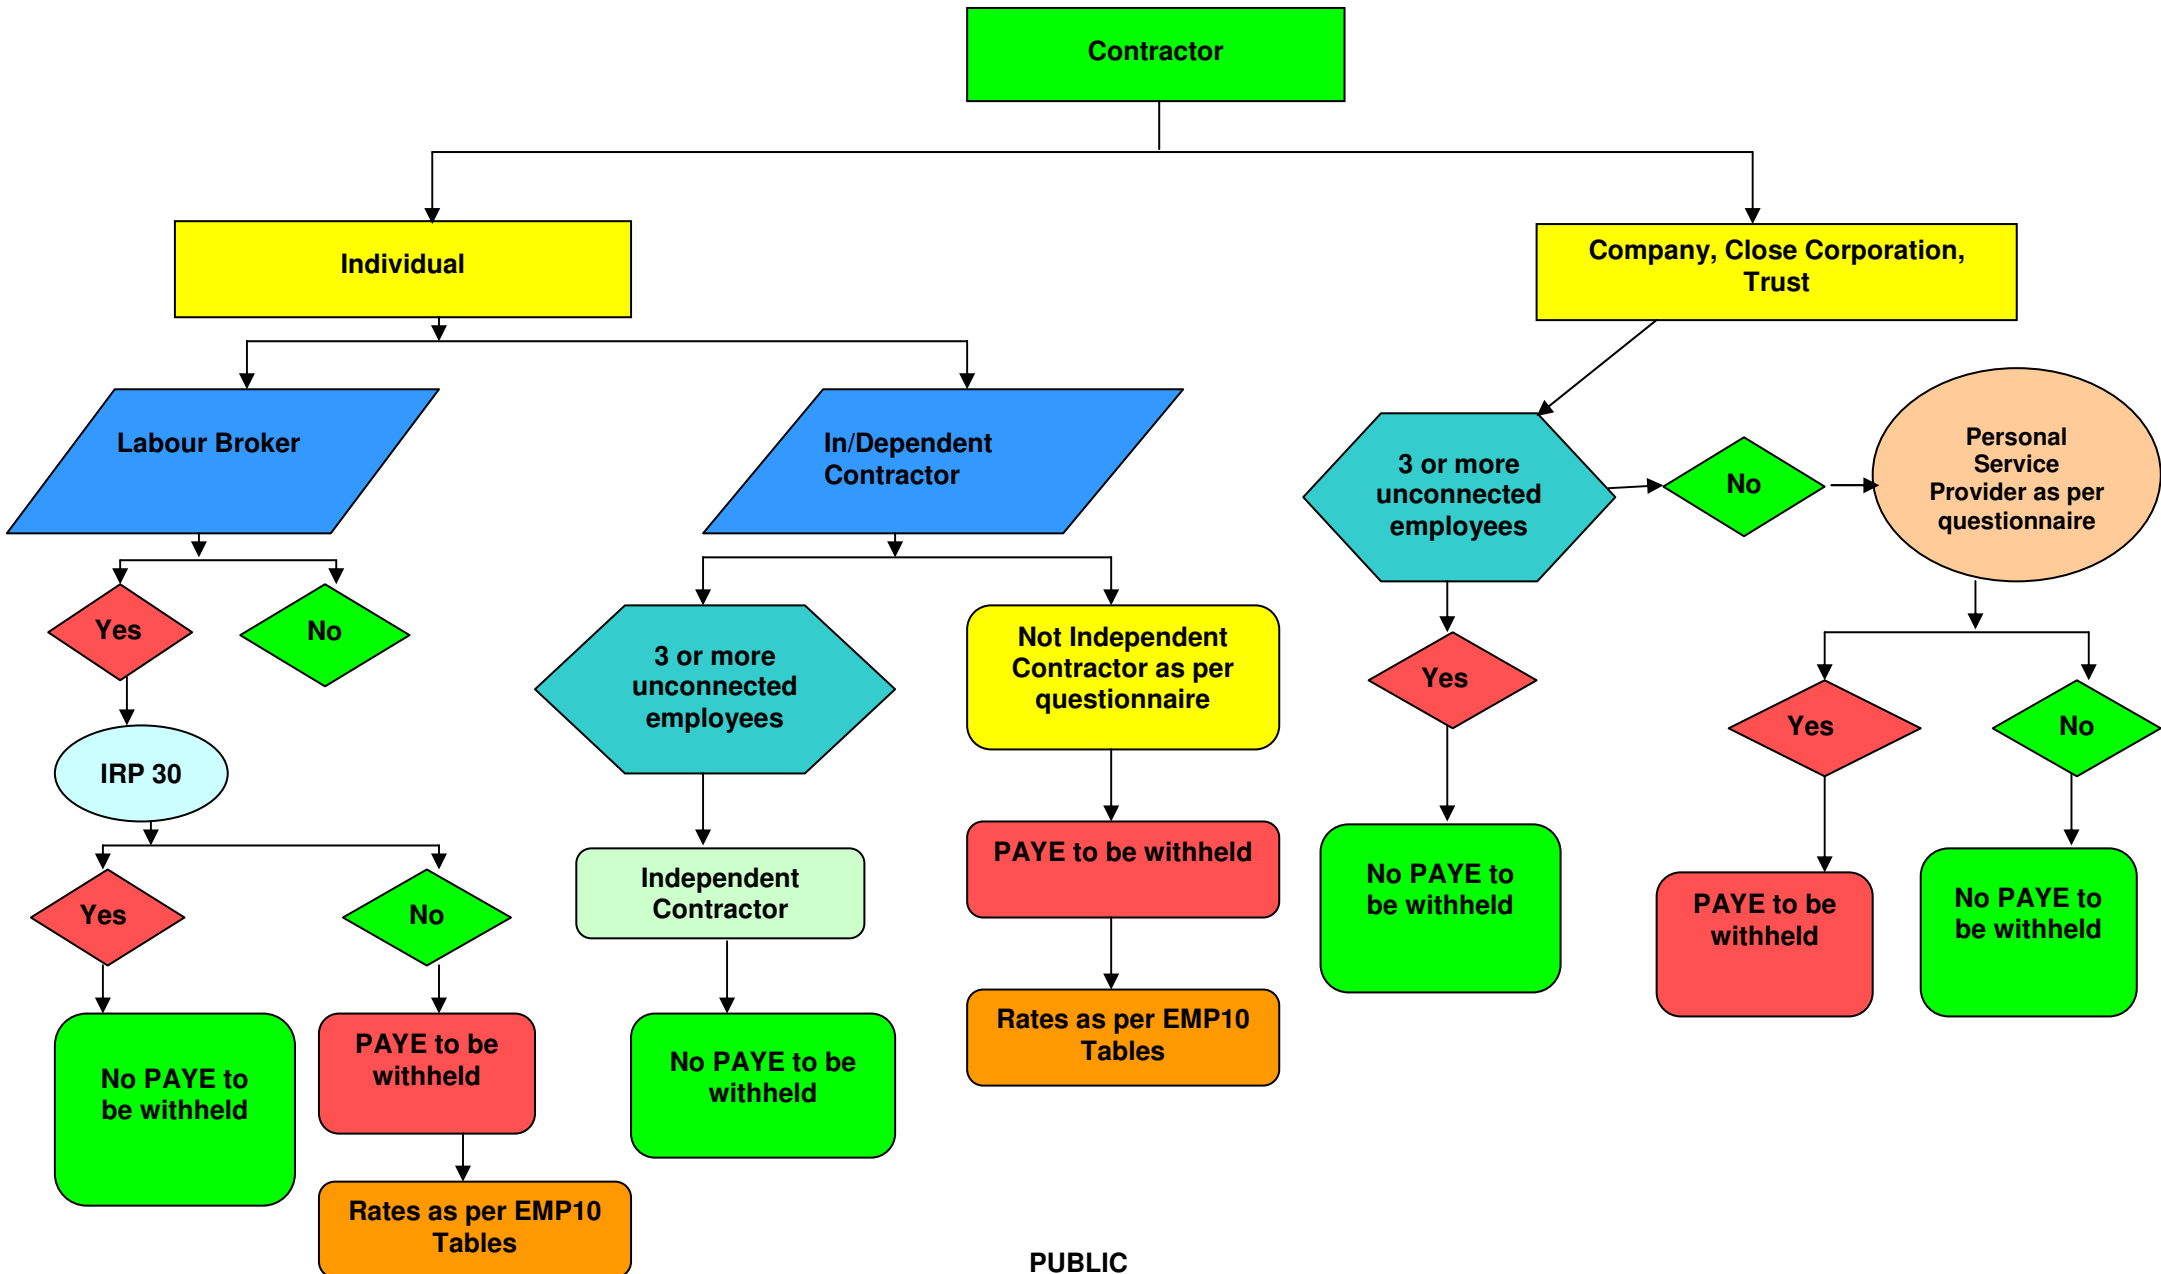 Contractor
Individual
Company, Close Corporation,
Trust
Labour Broker
In/Dependent
Contractor
3 or more
unconnected
employees
No
Personal
Service
Provider as per
questionnaire
Yes
No
3 or more
unconnected
employees
Not Independent
Contractor as per
questionnaire
Yes
Yes
No
IRP 30
PAYE to be withheld
No PAYE to
be withheld
PAYE to be
withheld
No PAYE to
be withheld
Yes
No
Independent
Contractor
No PAYE to
be withheld
PAYE to be
withheld
No PAYE to be
withheld
Rates as per EMP10
Tables
Rates as per EMP10
Tables
PUBLIC